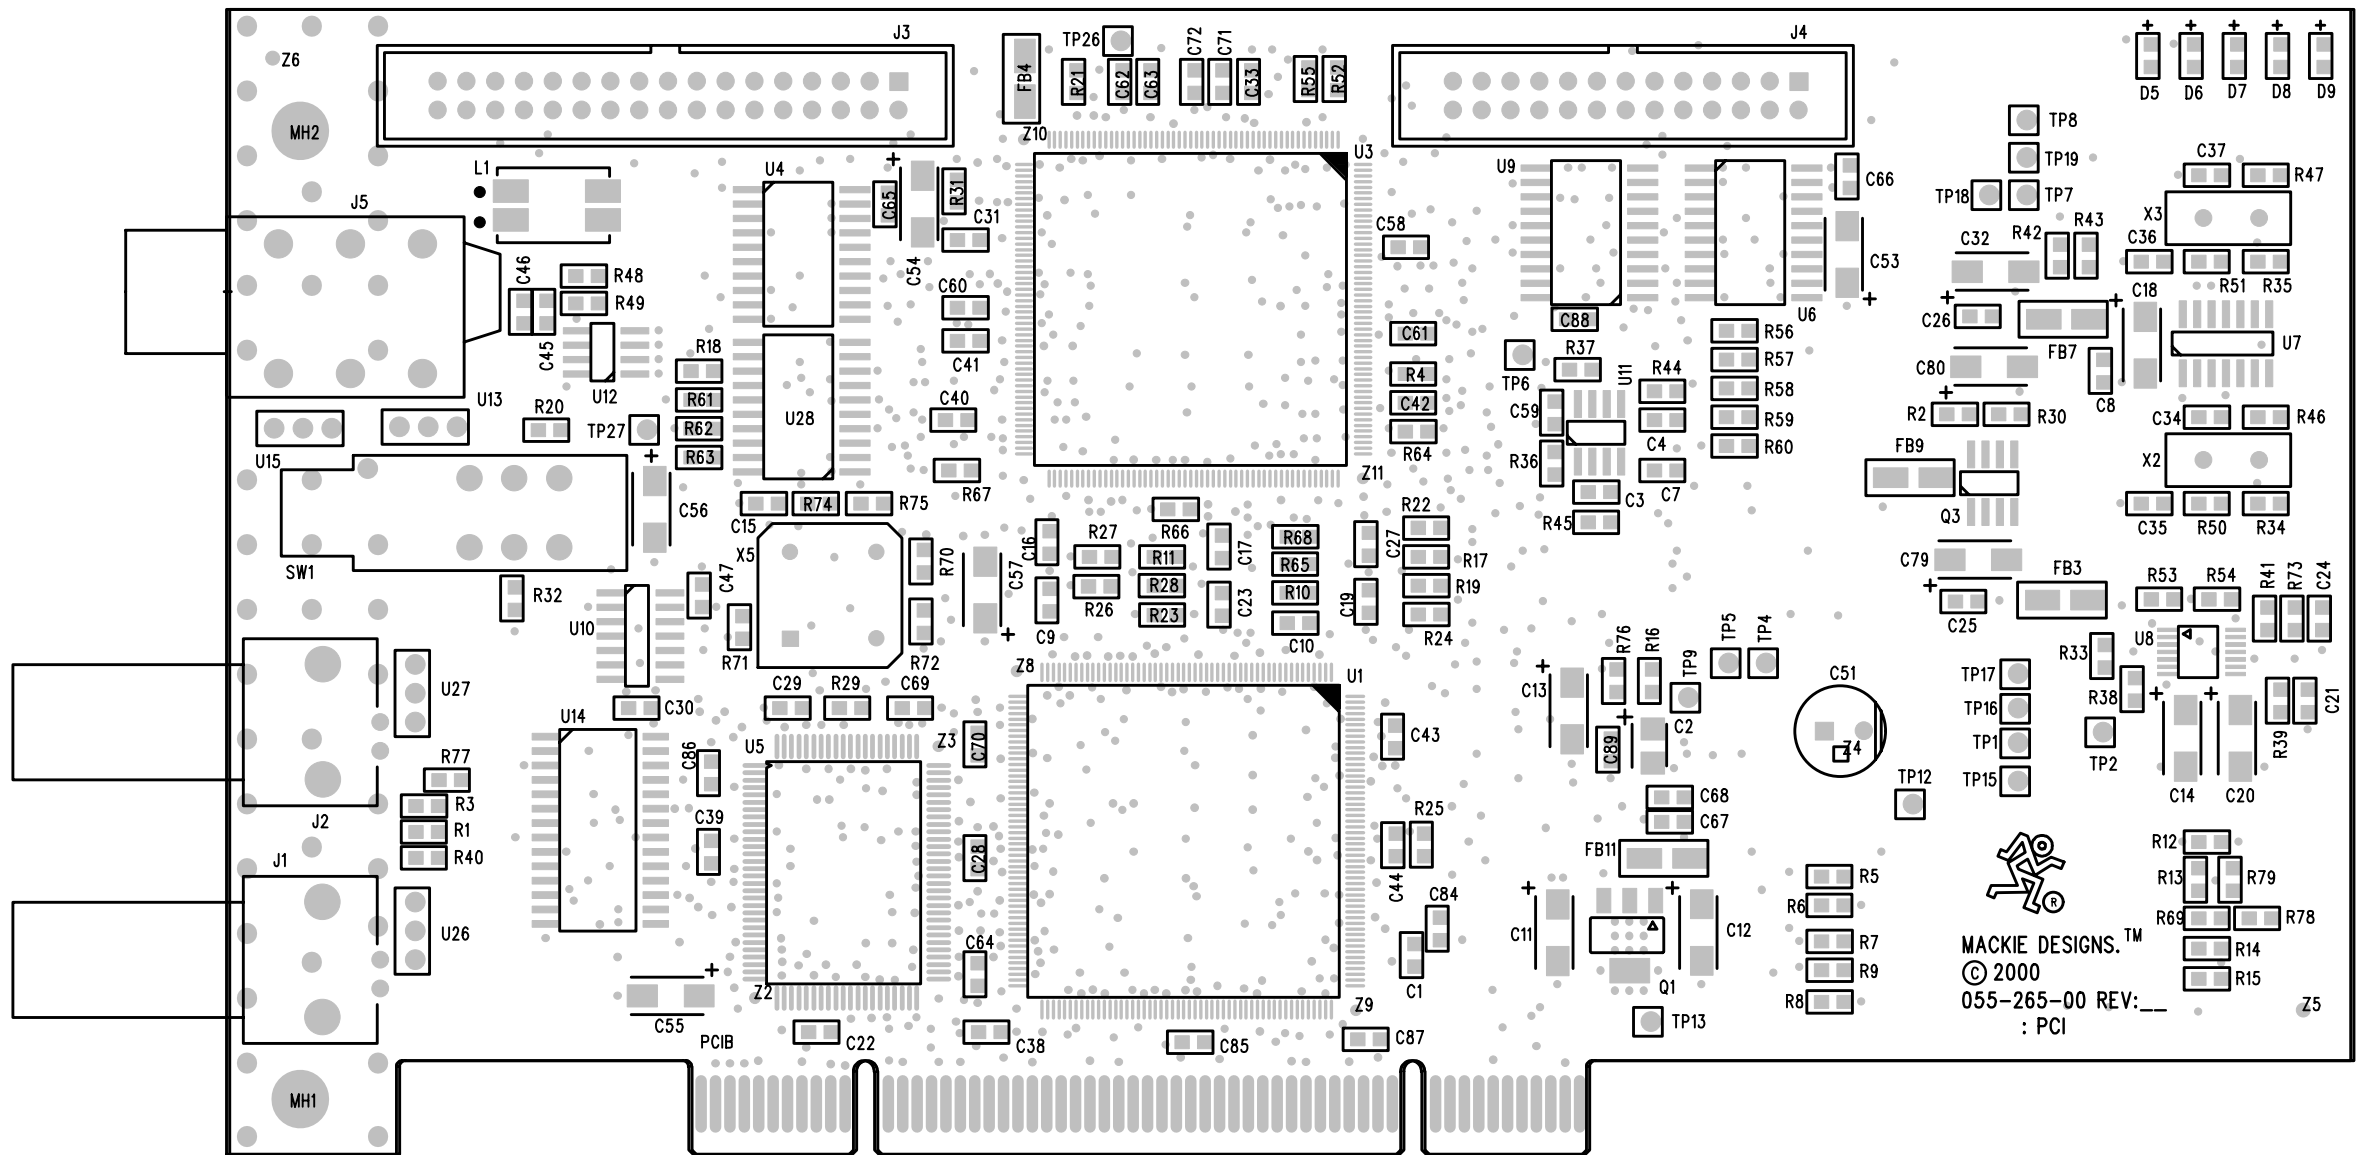 J3
TP26
C72
C71
J4
D5
D6
D7
D8
D9
Z6
FB4
R21
C62
C63
C33
R55
R52
MH2
Z10
TP8
L1
U4
U3
U9
TP19
C37
R47
C66
J5
C65
R31
TP18
TP7
X3
C31
C58
R42
R43
C32
C36
C54
C53
R51
R35
C46
R48
R49
C60
C61
C88
U6
C26
C18
FB7
U7
C45
C41
R56
R57
R58
R59
R60
R18
TP6
R37
U11
R44
C80
C8
U12
R61
R4
C42
R64
C59
C4
R2
R30
C34
R46
U13
R20
TP27
R62
R63
U28
C40
U15
R67
Z11
R36
C7
FB9
X2
C56
C15
R74
R75
R66
R22
C3
R45
Q3
C35
R50
R34
SW1
X5
R70
C57
C16
R27
R11
C17
R68
C27
R17
C79
R65
R32
C47
R26
R28
R10
C19
R19
FB3
R53
R54
R41
R73
C24
U10
R71
R72
C9
R23
C23
C10
R24
C25
U8
Z8
U1
R76
R16
TP5
TP4
TP9
C51
TP17
R33
U27
C29
R29
C69
C13
R38
C30
C2
TP16
C21
U14
U5
Z3
C70
C43
C89
Z4
TP1
TP2
R39
R77
C86
TP12
TP15
C14
C20
R3
C68
J2
R1
C39
R25
C67
R12
J1
R40
C28
C44
FB11
R5
R13
R79
C84
R6
R69
R78
U26
C64
C11
C12
R7
MACKIE DESIGNS.™
R14
R9
© 2000
R15
Z2
C1
Q1
R8
055-265-00 REV:__
Z5
C55
Z9
TP13
: PCI
PCIB
C22
C38
C85
C87
MH1
®